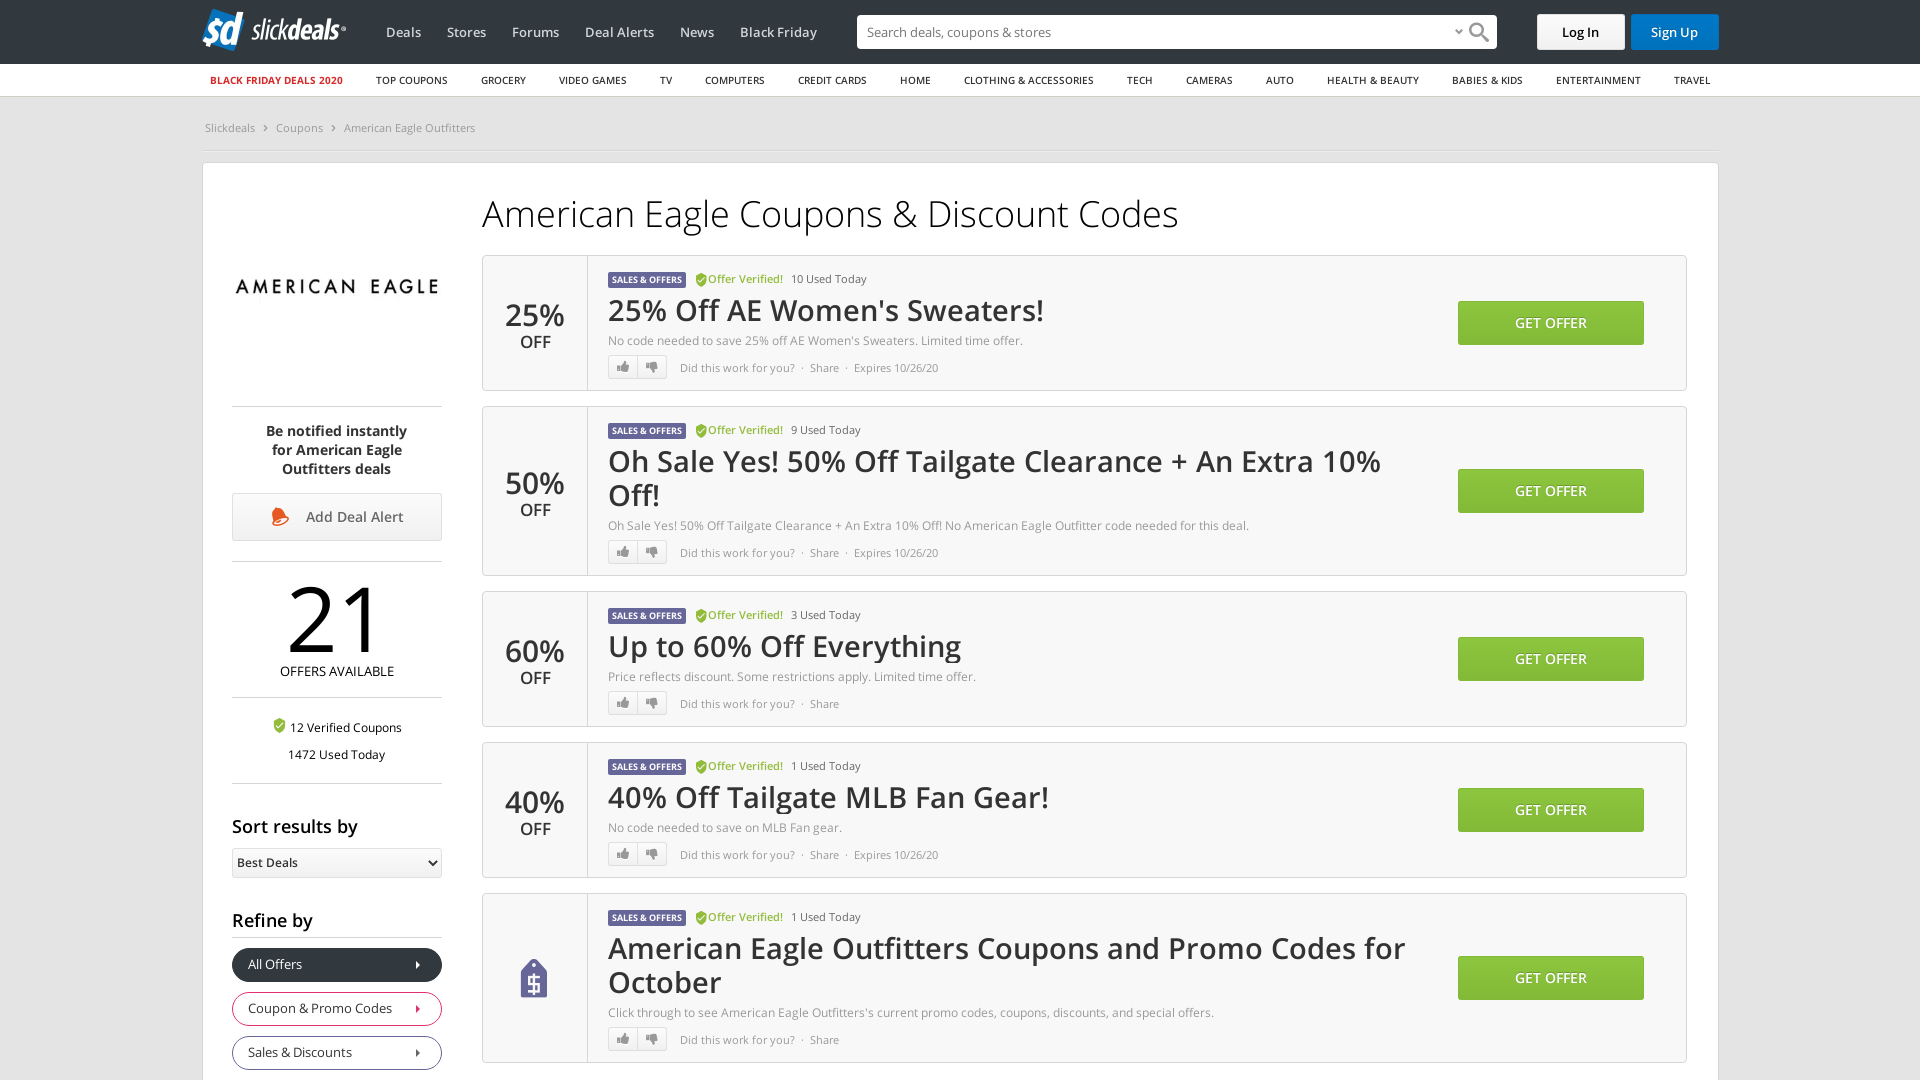 sd slickdeals
Deals
Stores
Forums
Deal Alerts
News
Black Friday
Search deals, coupons & stores
Log In
Sign Up
BLACK FRIDAY DEALS 2020
TOP COUPONS
GROCERY
VIDEO GAMES
TV
COMPUTERS
CREDIT CARDS
HOME
CLOTHING & ACCESSORIES
TECH
CAMERAS
AUTO
HEALTH & BEAUTY
BABIES & KIDS
ENTERTAINMENT
TRAVEL
Slickdeals › Coupons › American Eagle Outfitters
AMERICAN EAGLE
Be notified instantly
for American Eagle
Outfitters deals
Add Deal Alert
21
OFFERS AVAILABLE
12 Verified Coupons
1472 Used Today
Sort results by
Best Deals
Refine by
All Offers
Coupon & Promo Codes
Sales & Discounts
American Eagle Coupons & Discount Codes
25%
OFF
SALES & OFFERS Offer Verified! 10 Used Today
25% Off AE Women's Sweaters!
No code needed to save 25% off AE Women's Sweaters. Limited time offer.
Did this work for you? · Share · Expires 10/26/20
GET OFFER
50%
OFF
SALES & OFFERS Offer Verified! 9 Used Today
Oh Sale Yes! 50% Off Tailgate Clearance + An Extra 10%
Off!
Oh Sale Yes! 50% Off Tailgate Clearance + An Extra 10% Off! No American Eagle Outfitter code needed for this deal.
Did this work for you? · Share · Expires 10/26/20
GET OFFER
60%
OFF
SALES & OFFERS Offer Verified! 3 Used Today
Up to 60% Off Everything
Price reflects discount. Some restrictions apply. Limited time offer.
Did this work for you? · Share
GET OFFER
40%
OFF
SALES & OFFERS Offer Verified! 1 Used Today
40% Off Tailgate MLB Fan Gear!
No code needed to save on MLB Fan gear.
Did this work for you? · Share · Expires 10/26/20
GET OFFER
$
SALES & OFFERS Offer Verified! 1 Used Today
American Eagle Outfitters Coupons and Promo Codes for
October
Click through to see American Eagle Outfitters's current promo codes, coupons, discounts, and special offers.
Did this work for you? · Share
GET OFFER